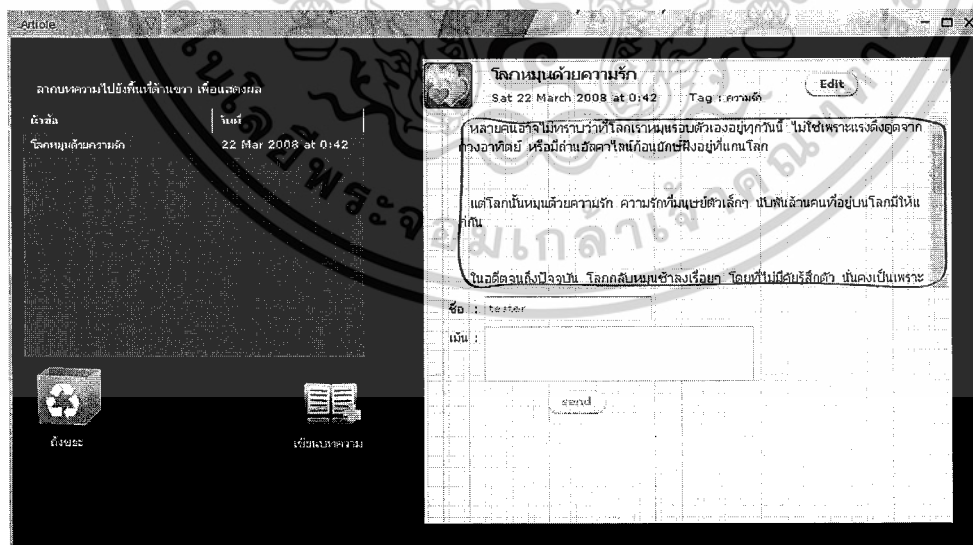 Article
ลากบทความไปยังพื้นที่ด้านขวา เพื่อแสดงผล
หัวข้อ วันที่
โลกหมุนด้วยความรัก 22 Mar 2008 at 0:42
ถังขยะ
เขียนบทความ
โลกหมุนด้วยความรัก
Sat 22 March 2008 at 0:42 Tag : ความรัก
Edit
หลายคนอาจไม่ทราบว่าที่โลกเราหมุนรอบตัวเองอยู่ทุกวันนี้ ไม่ใช่เพราะแรงดึงดูดจาก
ดวงอาทิตย์ หรือมีถ่านอัลคาไลน์ก้อนยักษ์ฝังอยู่ที่แกนโลก
แต่โลกนั้นหมุนด้วยความรัก ความรักที่มนุษย์ตัวเล็กๆ นับพันล้านคนที่อยู่บนโลกมีให้แ
ก่กัน
ในอดีตจนถึงปัจจุบัน โลกกลับหมุนช้าลงเรื่อยๆ โดยที่ไม่มีใครรู้สึกตัว นั่นคงเป็นเพราะ
ชื่อ : tester
เม้น :
send